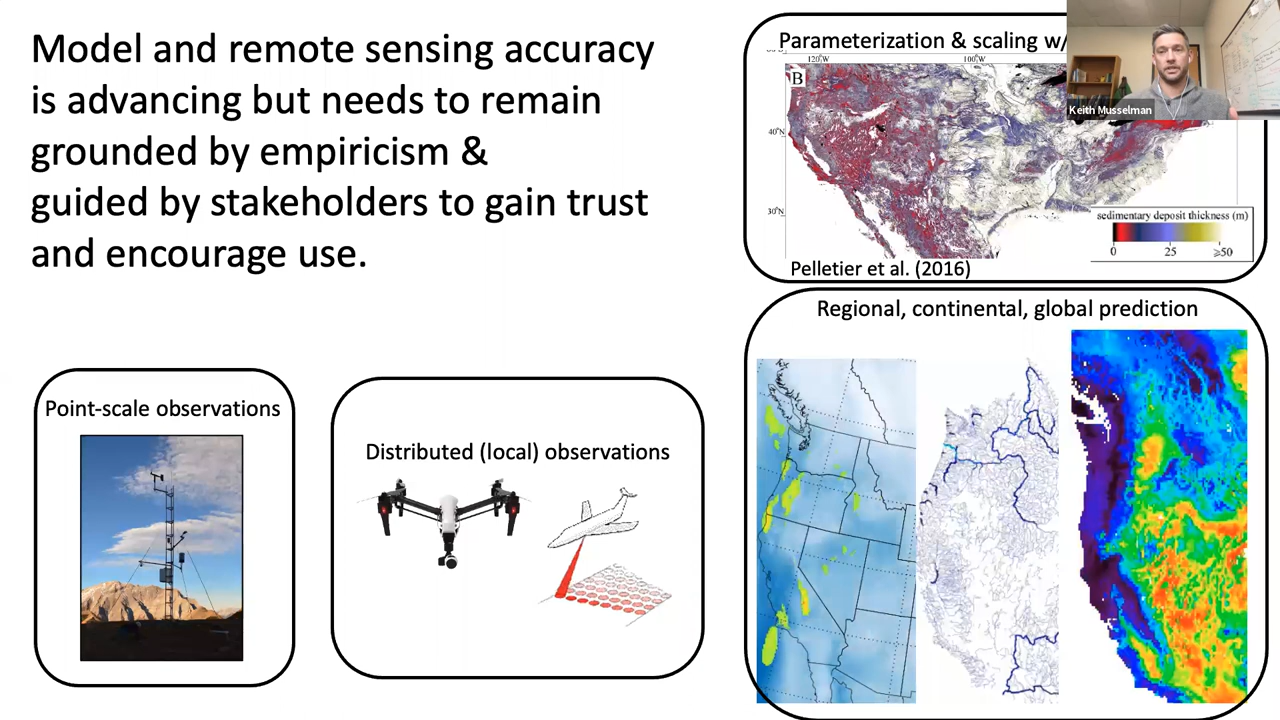 Model and remote sensing accuracy
is advancing but needs to remain
grounded by empiricism &
guided by stakeholders to gain trust
and encourage use.
Parameterization & scaling w/
Keith Musselman
120°W
100°W
B
40°N
30°N
sedimentary deposit thickness (m)
0 25 ≥50
Pelletier et al. (2016)
Regional, continental, global prediction
Point-scale observations
Distributed (local) observations